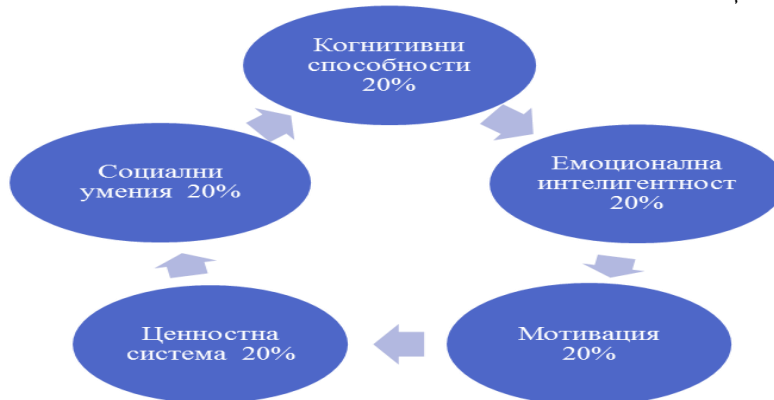 Когнитивни
способности
20%
Емоционална
интелигентност
20%
Мотивация
20%
Ценностна
система 20%
Социални
умения 20%